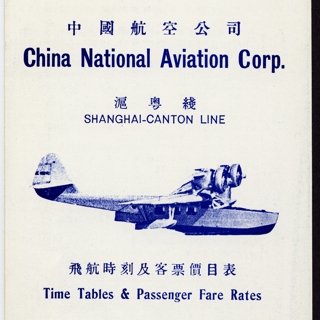 中國航空公司
China National Aviation Corp.
滬粵綫
SHANGHAI-CANTON LINE
飛航時刻及客票價目表
Time Tables & Passenger Fare Rates